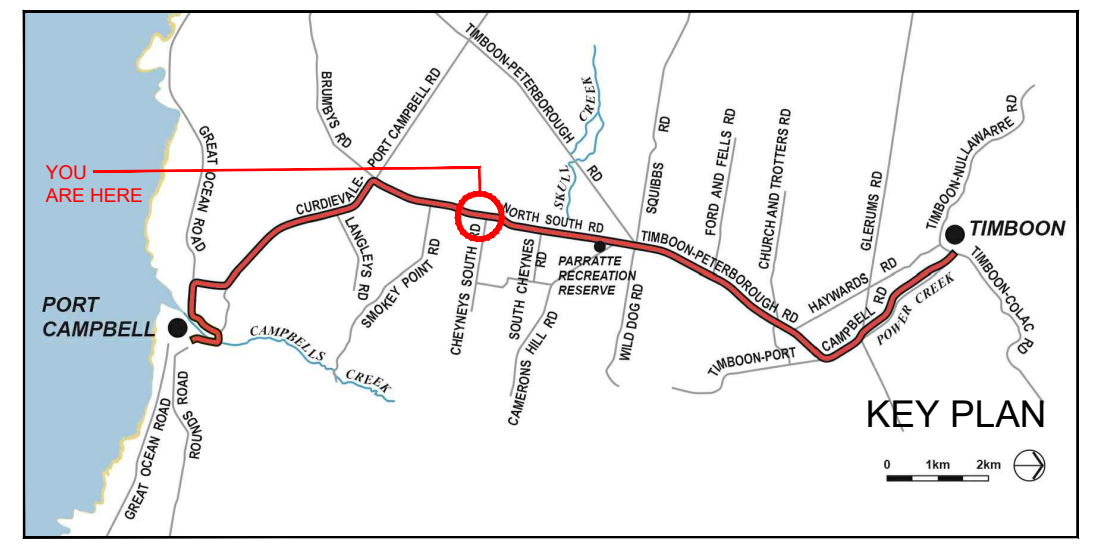 YOU
ARE HERE
GREAT OCEAN ROAD
BRUMBYS RD
CURDIEVALE-
PORT CAMPBELL RD
TIMBOON-PETERBOROUGH
RD
SKULL
CREEK
SQUIBBS
RD
FORD AND FELLS RD
CHURCH AND TROTTERS RD
GLERUMS RD
TIMBOON-NULLAWARRE RD
TIMBOON
TIMBOON-COLAC
RD
NORTH SOUTH RD
PARRATTE
RECREATION
RESERVE
TIMBOON-PETERBOROUGH RD
HAYWARDS RD
CAMPBELL RD
POWER CREEK
TIMBOON-PORT
LANGLEYS RD
SMOKEY POINT RD
CHEYNEYS SOUTH RD
SOUTH CHEYNES
RD
CAMERONS HILL RD
WILD DOG RD
PORT
CAMPBELL
CAMPBELLS
CREEK
GREAT OCEAN ROAD
ROUNDS
ROAD
KEY PLAN
0 1km 2km